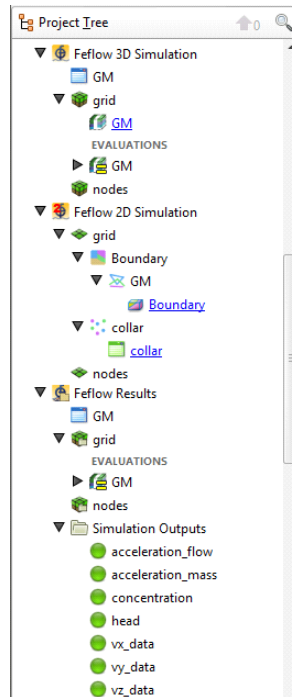 Project Tree 0
Feflow 3D Simulation
GM
grid
GM
EVALUATIONS
GM
nodes
Feflow 2D Simulation
grid
Boundary
GM
Boundary
collar
collar
nodes
Feflow Results
GM
grid
EVALUATIONS
GM
nodes
Simulation Outputs
acceleration_flow
acceleration_mass
concentration
head
vx_data
vy_data
vz_data